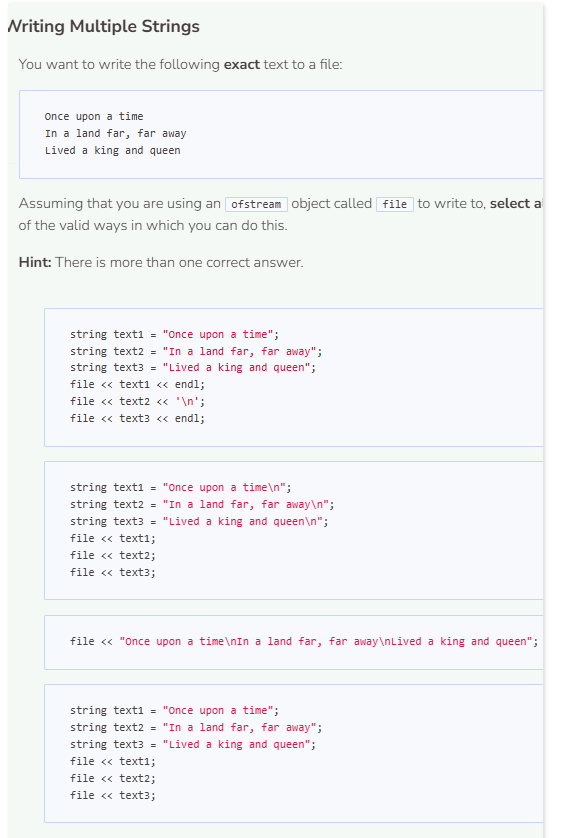 Writing Multiple Strings
You want to write the following exact text to a file:
Once upon a time
In a land far, far away
Lived a king and queen
Assuming that you are using an ofstream object called file to write to, select a
of the valid ways in which you can do this.
Hint: There is more than one correct answer.
string text1 = "Once upon a time";
string text2 = "In a land far, far away";
string text3 = "Lived a king and queen";
file << text1 << endl;
file << text2 << '\n';
file << text3 << endl;
string text1 = "Once upon a time\n";
string text2 = "In a land far, far away\n";
string text3 = "Lived a king and queen\n";
file << text1;
file << text2;
file << text3;
file << "Once upon a time\nIn a land far, far away\nLived a king and queen";
string text1 = "Once upon a time";
string text2 = "In a land far, far away";
string text3 = "Lived a king and queen";
file << text1;
file << text2;
file << text3;